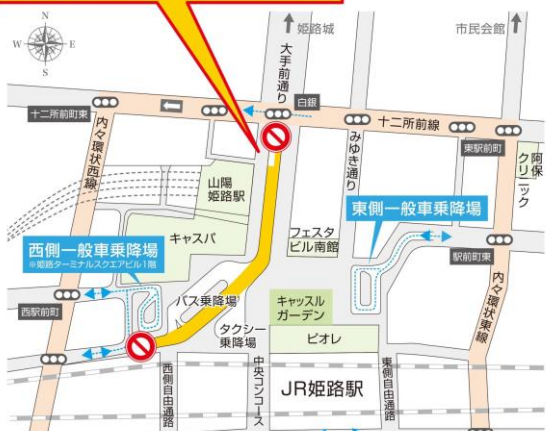 N
W
E
S
姫路城
市民会館
大手前通り
白銀
十二所前町東
十二所前線
みゆき通り
東駅前町
阿保
クリニック
内々環状西線
山陽
姫路駅
東側一般車乗降場
キャスパ
フェスタ
ビル南館
西側一般車乗降場
※姫路ターミナルスクエアビル1階
駅前町東
西駅前町
バス乗降場
キャッスル
ガーデン
内々環状東線
タクシー
乗降場
ピオレ
西側自由通路
中央コンコース
JR姫路駅
東側自由通路